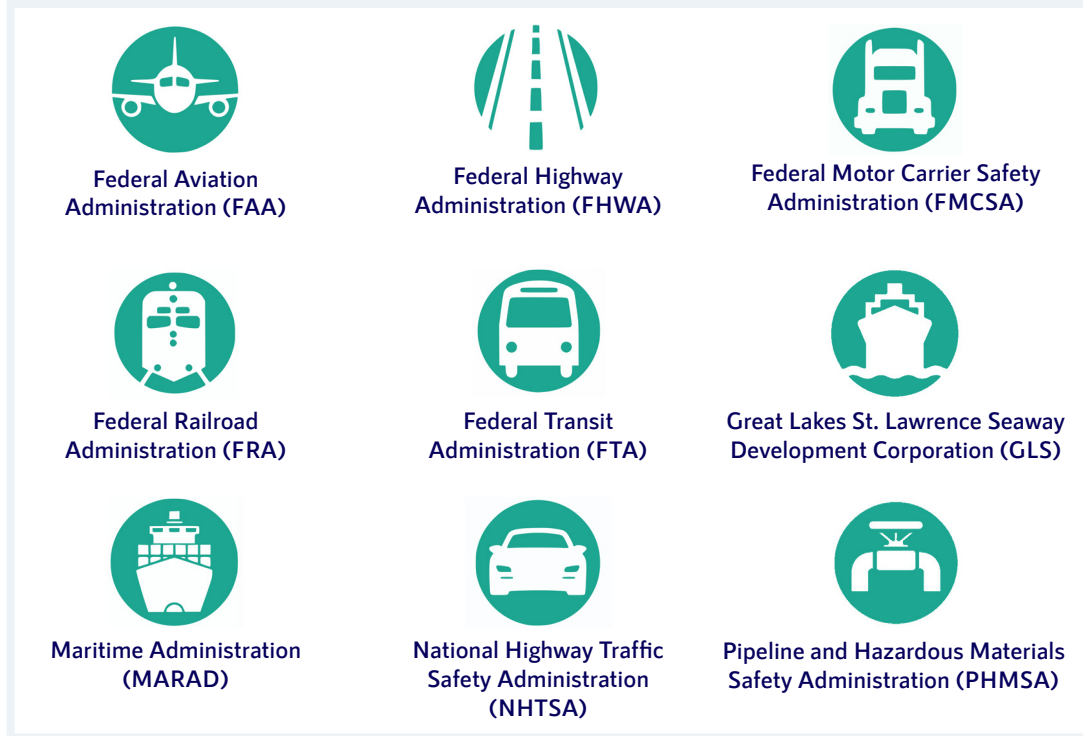 Federal Aviation
Administration (FAA)
Federal Highway
Administration (FHWA)
Federal Motor Carrier Safety
Administration (FMCSA)
Federal Railroad
Administration (FRA)
Federal Transit
Administration (FTA)
Great Lakes St. Lawrence Seaway
Development Corporation (GLS)
Maritime Administration
(MARAD)
National Highway Traffic
Safety Administration
(NHTSA)
Pipeline and Hazardous Materials
Safety Administration (PHMSA)